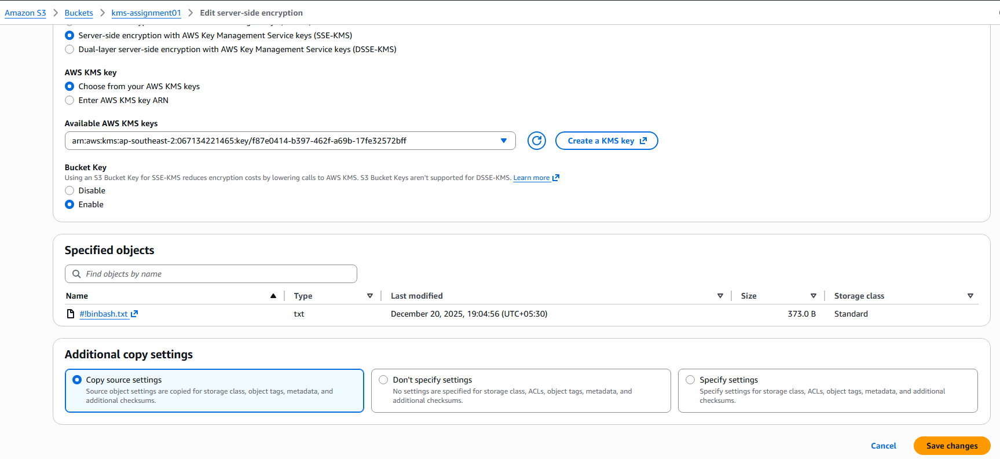 Amazon S3 > Buckets > kms-assignment01 > Edit server-side encryption
Server-side encryption with AWS Key Management Service keys (SSE-KMS)
Dual-layer server-side encryption with AWS Key Management Service keys (DSSE-KMS)
AWS KMS key
Choose from your AWS KMS keys
Enter AWS KMS key ARN
Available AWS KMS keys
arn:aws:kms:ap-southeast-2:067134221465:key/f87e0414-b397-462f-a69b-17fe32572bff
Create a KMS key
Bucket Key
Using an S3 Bucket Key for SSE-KMS reduces encryption costs by lowering calls to AWS KMS. S3 Bucket Keys aren't supported for DSSE-KMS. Learn more
Disable
Enable
Specified objects
Find objects by name
Name Type Last modified Size Storage class
#!binbash.txt txt December 20, 2025, 19:04:56 (UTC+05:30) 373.0 B Standard
Additional copy settings
Copy source settings
Source object settings are copied for storage class, object tags, metadata, and
additional checksums.
Don't specify settings
No settings are specified for storage class, ACLs, object tags, metadata, and
additional checksums.
Specify settings
Specify settings for storage class, ACLs, object tags, metadata, and additional
checksums.
Cancel Save changes